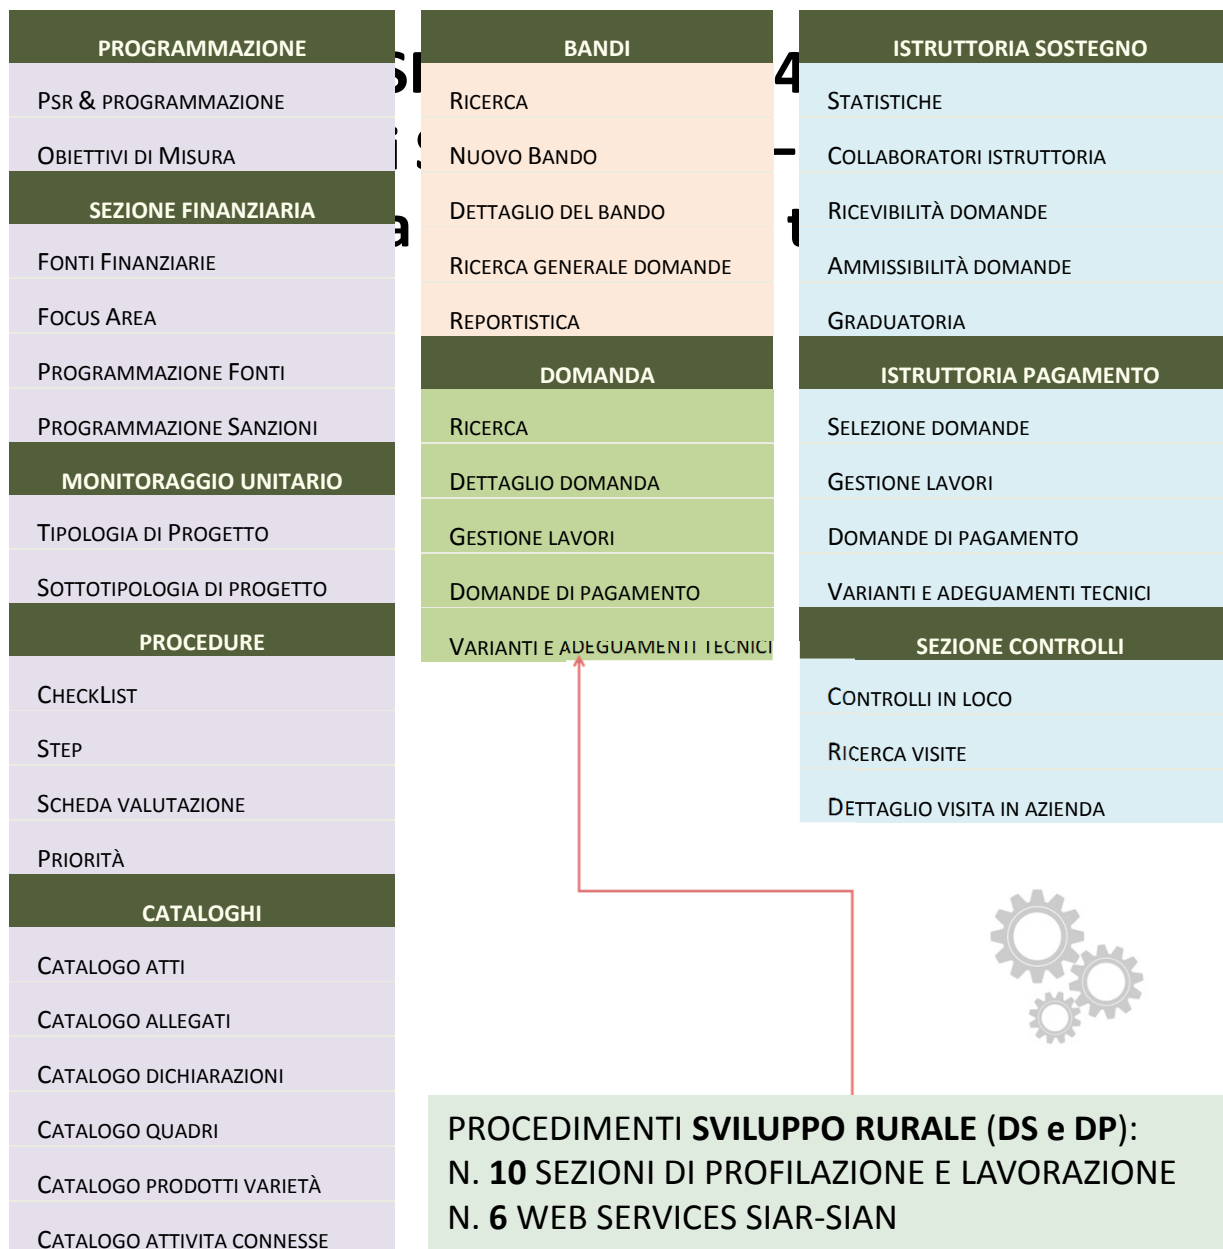 PROGRAMMAZIONE
PSR & PROGRAMMAZIONE
OBIETTIVI DI MISURA
SEZIONE FINANZIARIA
FONTI FINANZIARIE
FOCUS AREA
PROGRAMMAZIONE FONTI
PROGRAMMAZIONE SANZIONI
MONITORAGGIO UNITARIO
TIPOLOGIA DI PROGETTO
SOTTOTIPOLOGIA DI PROGETTO
PROCEDURE
CHECKLIST
STEP
SCHEDA VALUTAZIONE
PRIORITÀ
CATALOGHI
CATALOGO ATTI
CATALOGO ALLEGATI
CATALOGO DICHIARAZIONI
CATALOGO QUADRI
CATALOGO PRODOTTI VARIETÀ
CATALOGO ATTIVITA CONNESSE
BANDI
RICERCA
NUOVO BANDO
DETTAGLIO DEL BANDO
RICERCA GENERALE DOMANDE
REPORTISTICA
DOMANDA
RICERCA
DETTAGLIO DOMANDA
GESTIONE LAVORI
DOMANDE DI PAGAMENTO
VARIANTI E ADEGUAMENTI TECNICI
ISTRUTTORIA SOSTEGNO
STATISTICHE
COLLABORATORI ISTRUTTORIA
RICEVIBILITÀ DOMANDE
AMMISSIBILITÀ DOMANDE
GRADUATORIA
ISTRUTTORIA PAGAMENTO
SELEZIONE DOMANDE
GESTIONE LAVORI
DOMANDE DI PAGAMENTO
VARIANTI E ADEGUAMENTI TECNICI
SEZIONE CONTROLLI
CONTROLLI IN LOCO
RICERCA VISITE
DETTAGLIO VISITA IN AZIENDA
PROCEDIMENTI SVILUPPO RURALE (DS e DP):
N. 10 SEZIONI DI PROFILAZIONE E LAVORAZIONE
N. 6 WEB SERVICES SIAR-SIAN